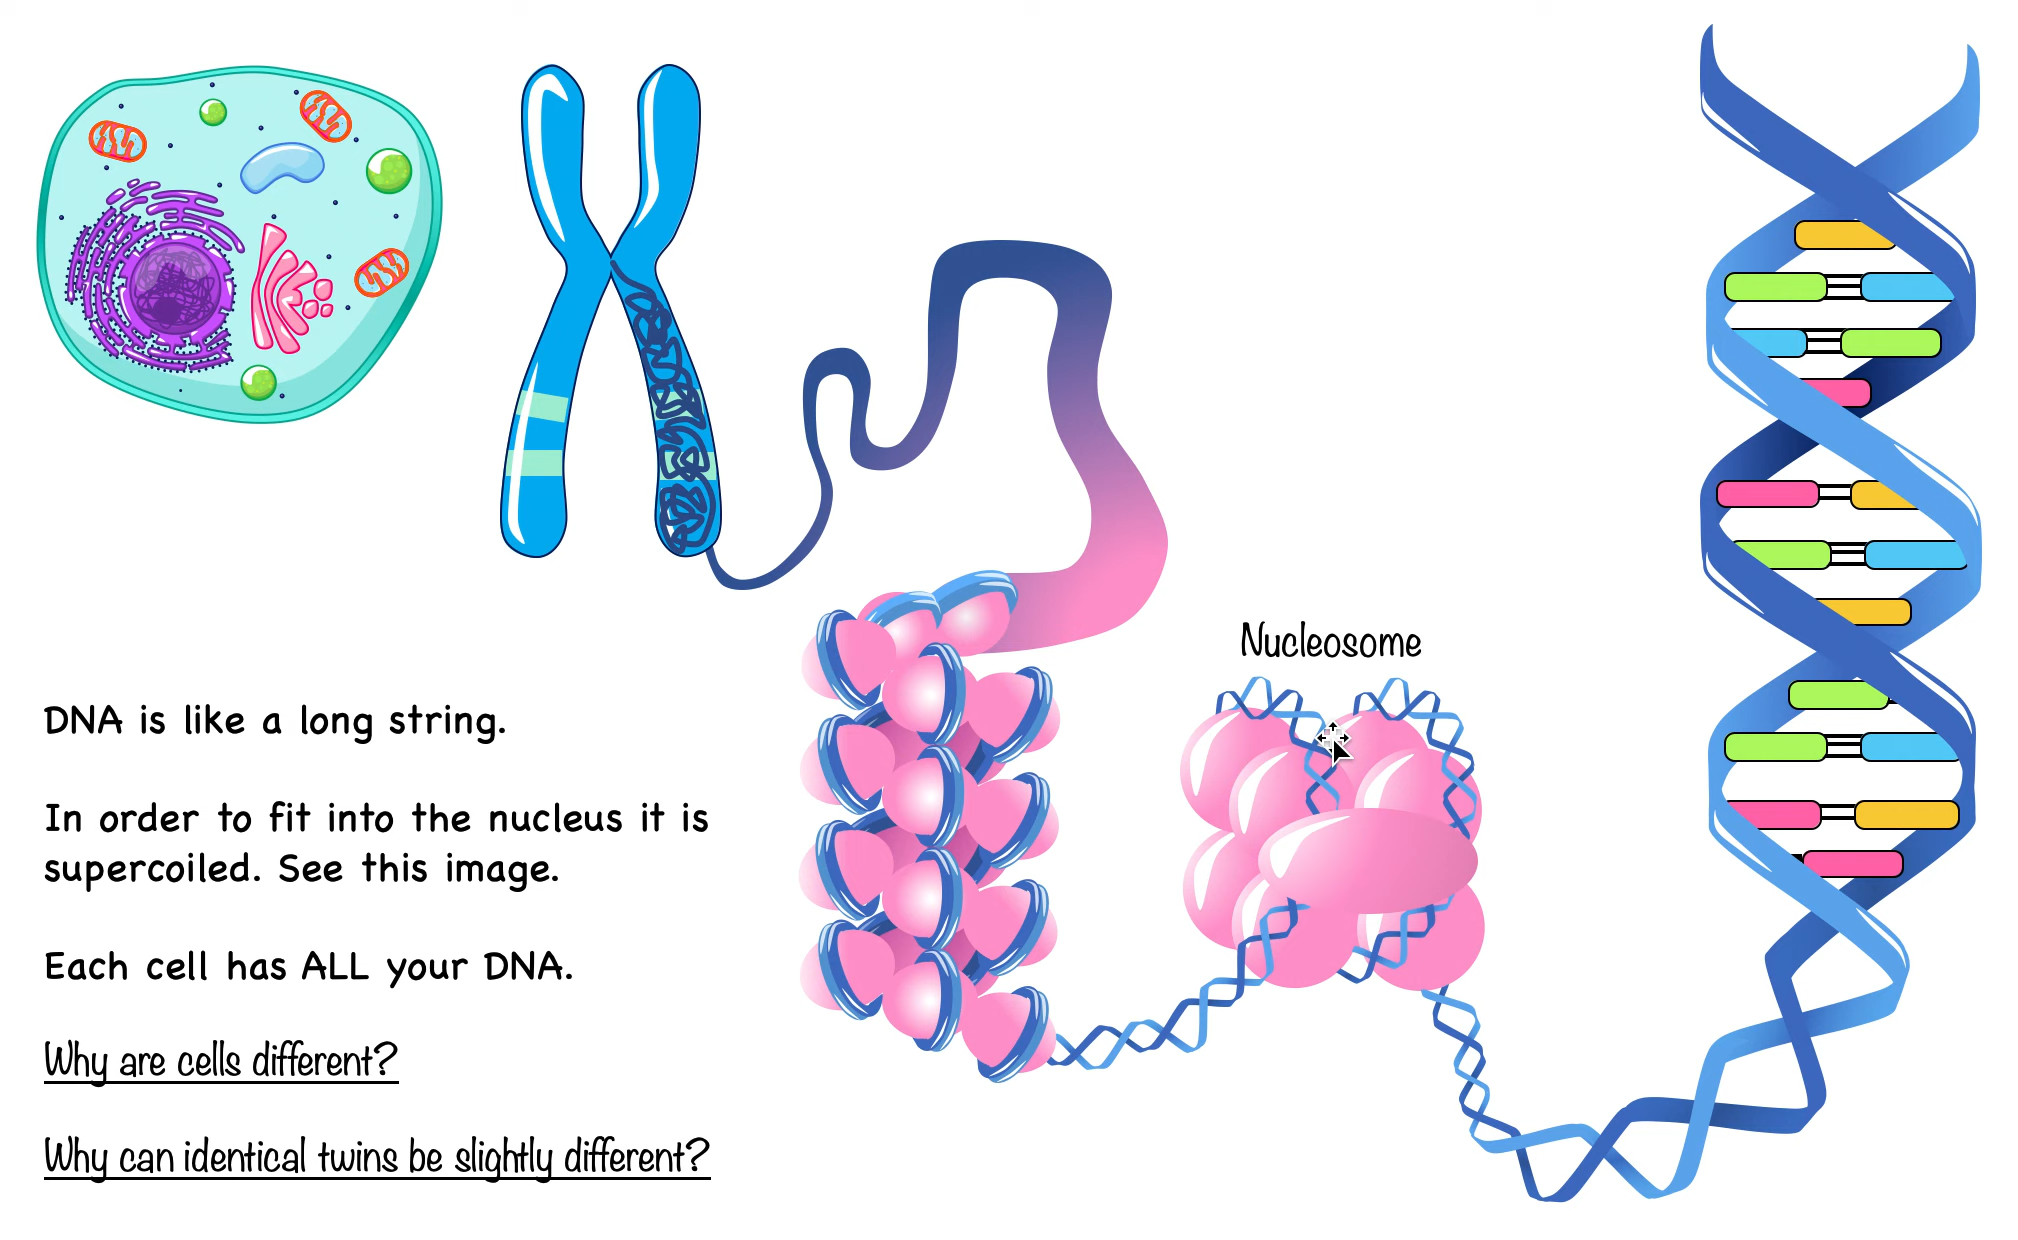 Nucleosome
DNA is like a long string.
In order to fit into the nucleus it is
supercoiled. See this image.
Each cell has ALL your DNA.
Why are cells different?
Why can identical twins be slightly different?